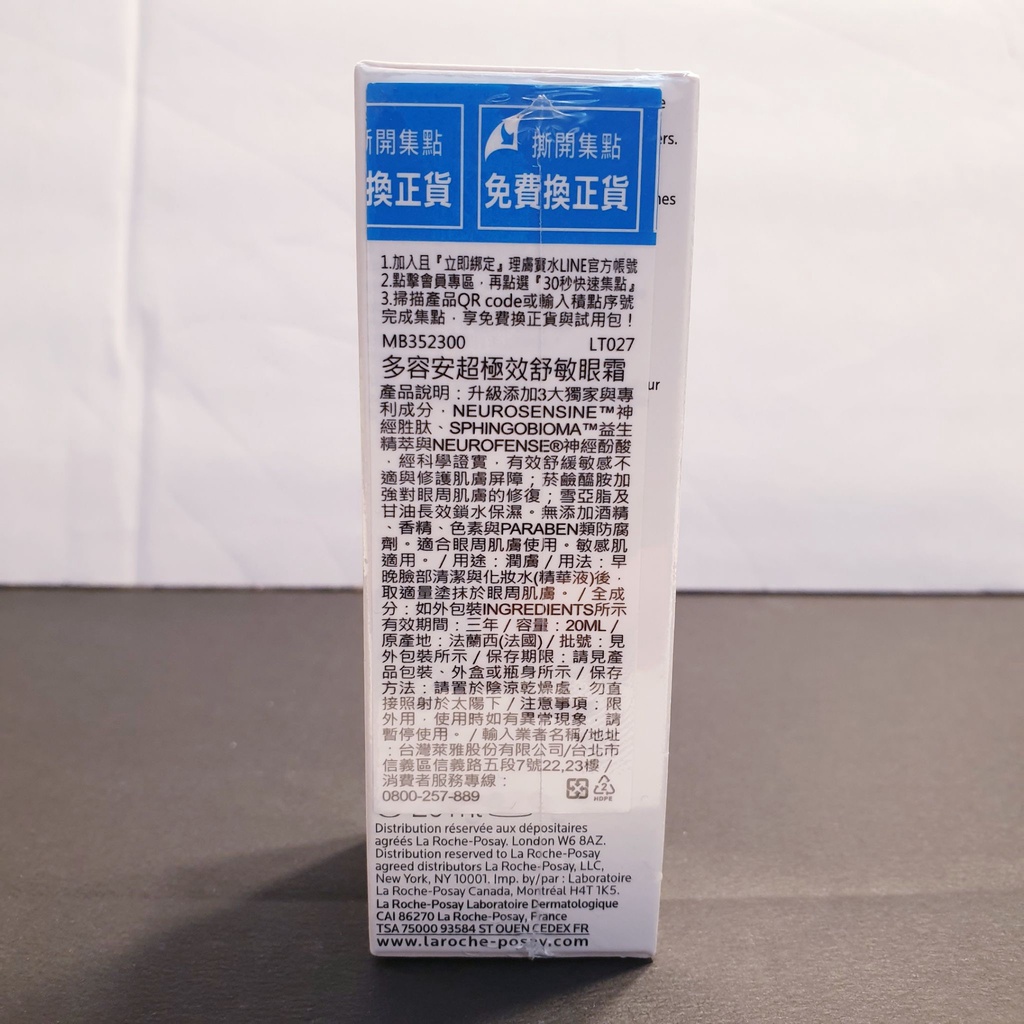 撕開集點 撕開集點
換正貨 免費換正貨
e
ers.
nes
ur
1.加入且『立即綁定』理膚寶水LINE官方帳號
2.點擊會員專區，再點選『30秒快速集點』
3.掃描產品QR code或輸入積點序號
完成集點，享免費換正貨與試用包！
MB352300 LT027
多容安超極效舒敏眼霜
產品說明：升級添加3大獨家與專
利成分，NEUROSENSINE™神
經胜肽、SPHINGOBIOMA™益生
精萃與NEUROFENSE®神經酚酸
，經科學證實，有效舒緩敏感不
適與修護肌膚屏障；菸鹼醯胺加
強對眼周肌膚的修復；雪亞脂及
甘油長效鎖水保濕。無添加酒精
、香精、色素與PARABEN類防腐
劑。適合眼周肌膚使用。敏感肌
適用。/ 用途：潤膚 / 用法：早
晚臉部清潔與化妝水(精華液)後，
取適量塗抹於眼周肌膚。/ 全成
分：如外包裝INGREDIENTS所示
有效期間：三年 / 容量：20ML /
原產地：法蘭西(法國) / 批號：見
外包裝所示 / 保存期限：請見產
品包裝、外盒或瓶身所示 / 保存
方法：請置於陰涼乾燥處，勿直
接照射於太陽下 / 注意事項：限
外用，使用時如有異常現象，請
暫停使用。/ 輸入業者名稱/地址
：台灣萊雅股份有限公司/台北市
信義區信義路五段7號22,23樓 /
消費者服務專線：
0800-257-889
2
HDPE
Distribution réservée aux dépositaires
agréés La Roche-Posay. London W6 8AZ.
Distribution reserved to La Roche-Posay
agreed distributors La Roche-Posay, LLC,
New York, NY 10001. Imp. by/par : Laboratoire
La Roche-Posay Canada, Montréal H4T 1K5.
La Roche-Posay Laboratoire Dermatologique
CAI 86270 La Roche-Posay, France
TSA 75000 93584 ST OUEN CEDEX FR
www.laroche-posay.com